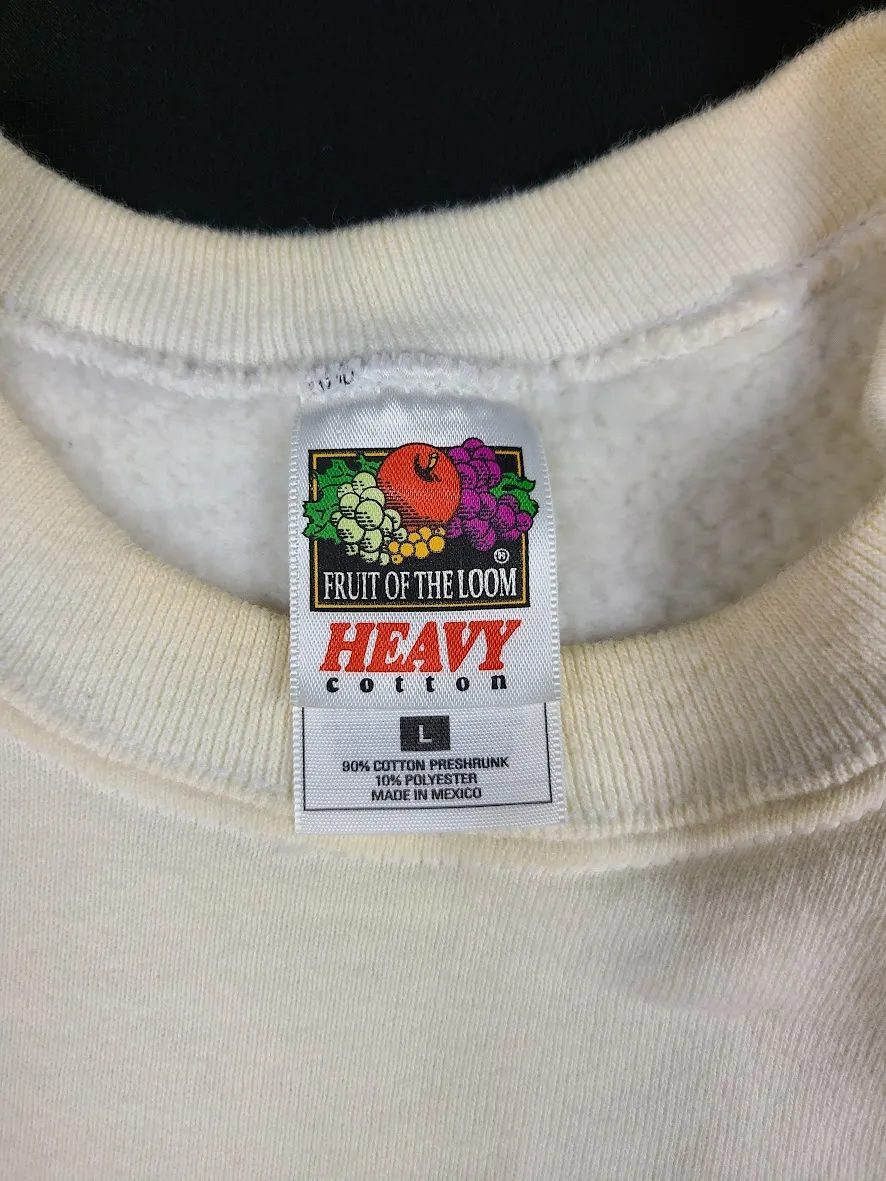 FRUIT OF THE LOOM ®
HEAVY
cotton
L
90% COTTON PRESHRUNK
10% POLYESTER
MADE IN MEXICO